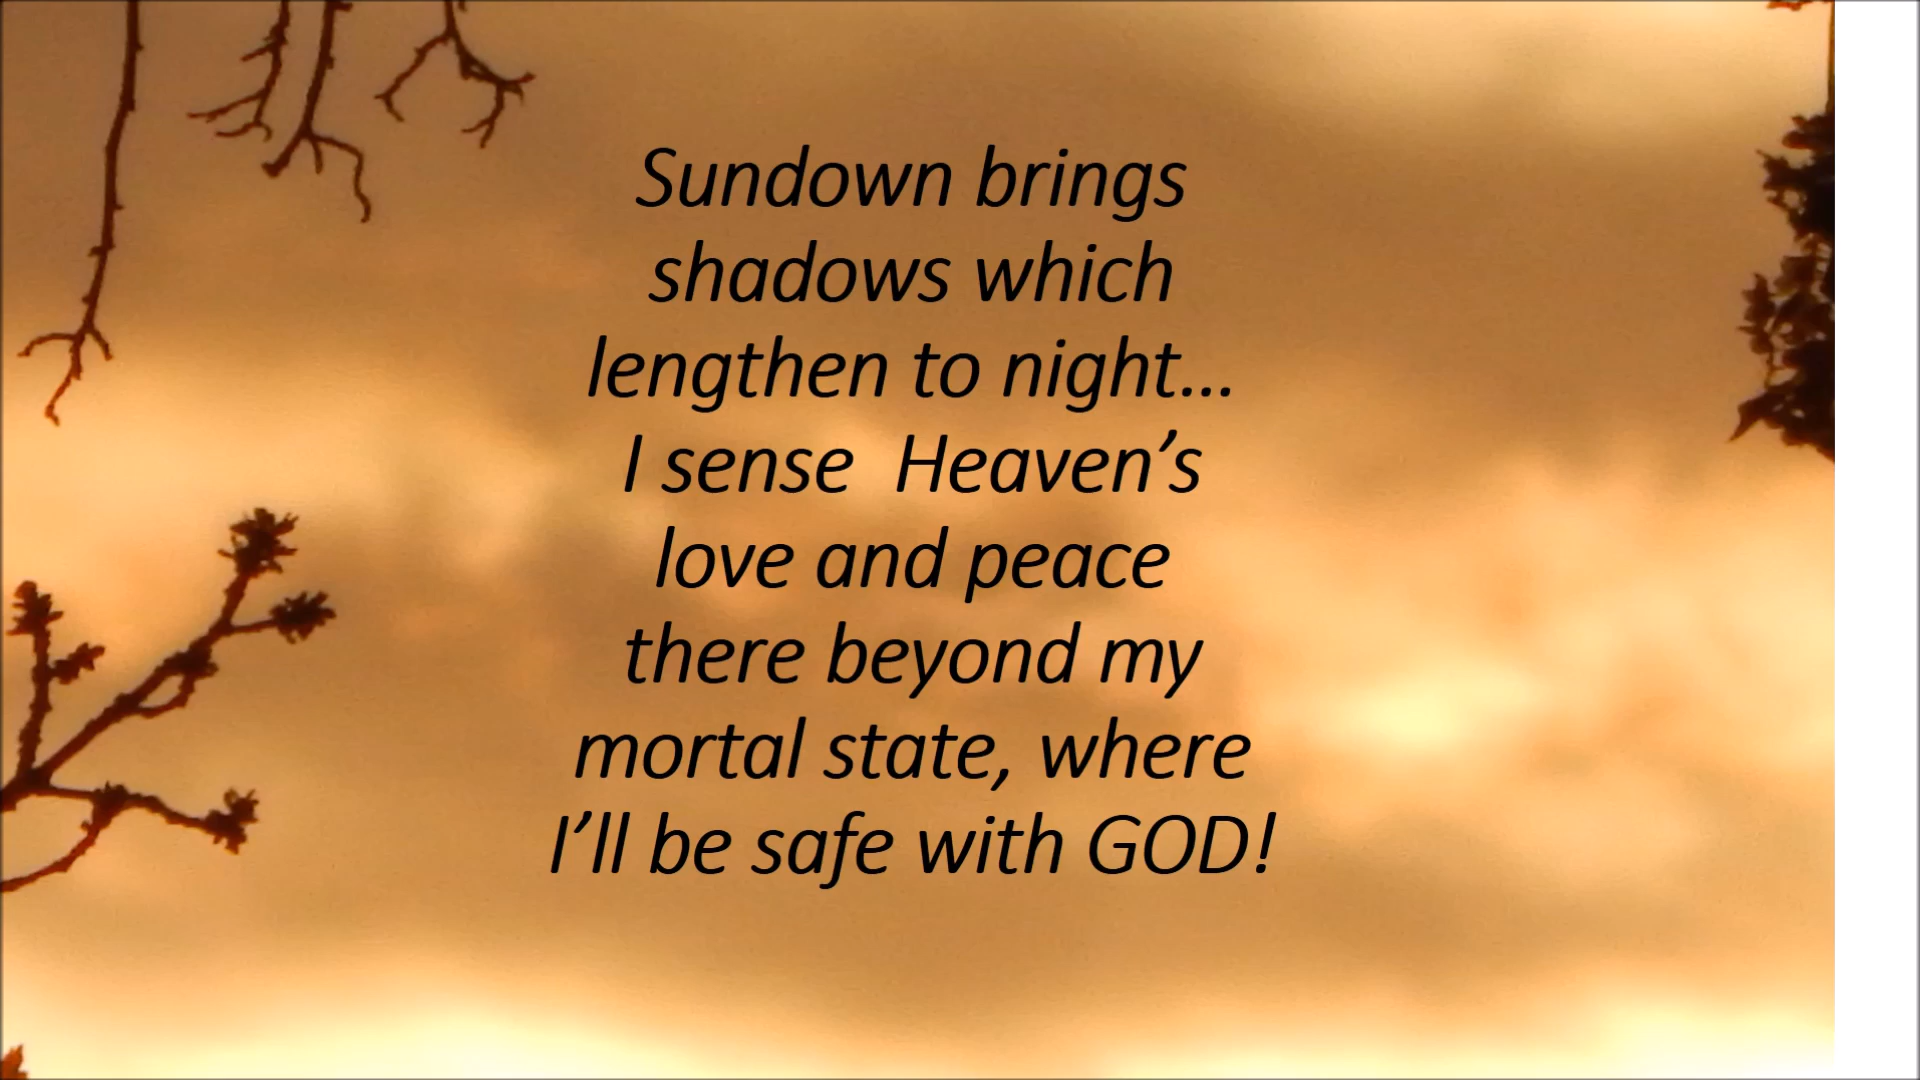 Sundown brings
shadows which
lengthen to night…
I sense  Heaven’s
love and peace
there beyond my
mortal state, where
I’ll be safe with GOD!